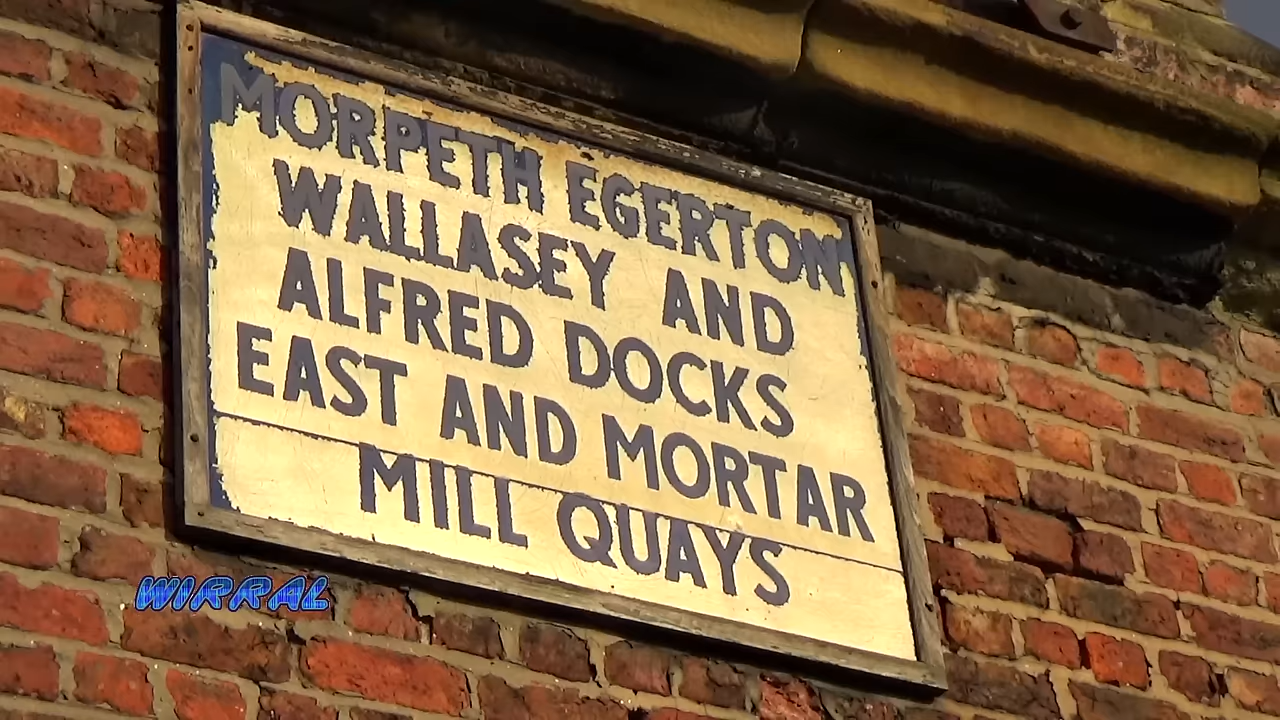 MORPETH EGERTON
WALLASEY AND
ALFRED DOCKS
EAST AND MORTAR
MILL QUAYS
WIRRAL